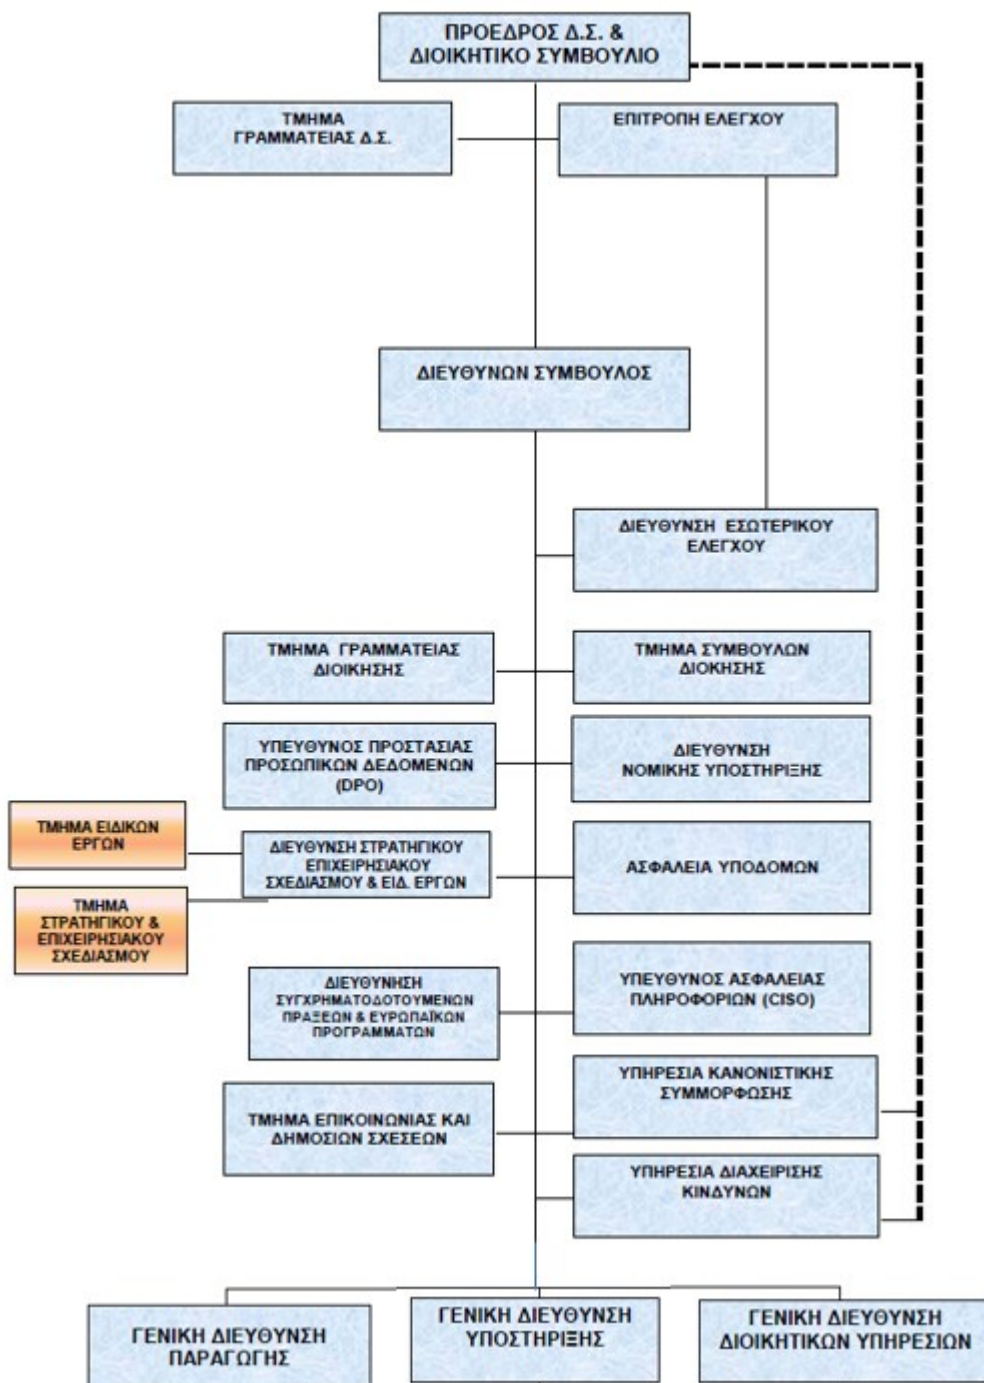 ΠΡΟΕΔΡΟΣ Δ.Σ. &
ΔΙΟΙΚΗΤΙΚΟ ΣΥΜΒΟΥΛΙΟ
ΤΜΗΜΑ
ΓΡΑΜΜΑΤΕΙΑΣ Δ.Σ.
ΕΠΙΤΡΟΠΗ ΕΛΕΓΧΟΥ
ΔΙΕΥΘΥΝΩΝ ΣΥΜΒΟΥΛΟΣ
ΔΙΕΥΘΥΝΣΗ ΕΣΩΤΕΡΙΚΟΥ
ΕΛΕΓΧΟΥ
ΤΜΗΜΑ ΓΡΑΜΜΑΤΕΙΑΣ
ΔΙΟΙΚΗΣΗΣ
ΤΜΗΜΑ ΣΥΜΒΟΥΛΩΝ
ΔΙΟΚΗΣΗΣ
ΥΠΕΥΘΥΝΟΣ ΠΡΟΣΤΑΣΙΑΣ
ΠΡΟΣΩΠΙΚΩΝ ΔΕΔΟΜΕΝΩΝ
(DPO)
ΔΙΕΥΘΥΝΣΗ
ΝΟΜΙΚΗΣ ΥΠΟΣΤΗΡΙΞΗΣ
ΤΜΗΜΑ ΕΙΔΙΚΩΝ
ΕΡΓΩΝ
ΔΙΕΥΘΥΝΣΗ ΣΤΡΑΤΗΓΙΚΟΥ
ΕΠΙΧΕΙΡΗΣΙΑΚΟΥ
ΣΧΕΔΙΑΣΜΟΥ & ΕΙΔ. ΕΡΓΩΝ
ΑΣΦΑΛΕΙΑ ΥΠΟΔΟΜΩΝ
ΤΜΗΜΑ
ΣΤΡΑΤΗΓΙΚΟΥ &
ΕΠΙΧΕΙΡΗΣΙΑΚΟΥ
ΣΧΕΔΙΑΣΜΟΥ
ΔΙΕΥΘΥΝΗΣΗ
ΣΥΓΧΡΗΜΑΤΟΔΟΤΟΥΜΕΝΩΝ
ΠΡΑΞΕΩΝ & ΕΥΡΩΠΑΪΚΩΝ
ΠΡΟΓΡΑΜΜΑΤΩΝ
ΥΠΕΥΘΥΝΟΣ ΑΣΦΑΛΕΙΑΣ
ΠΛΗΡΟΦΟΡΙΩΝ (CISO)
ΥΠΗΡΕΣΙΑ ΚΑΝΟΝΙΣΤΙΚΗΣ
ΣΥΜΜΟΡΦΩΣΗΣ
ΤΜΗΜΑ ΕΠΙΚΟΙΝΩΝΙΑΣ ΚΑΙ
ΔΗΜΟΣΙΩΝ ΣΧΕΣΕΩΝ
ΥΠΗΡΕΣΙΑ ΔΙΑΧΕΙΡΙΣΗΣ
ΚΙΝΔΥΝΩΝ
ΓΕΝΙΚΗ ΔΙΕΥΘΥΝΣΗ
ΠΑΡΑΓΩΓΗΣ
ΓΕΝΙΚΗ ΔΙΕΥΘΥΝΣΗ
ΥΠΟΣΤΗΡΙΞΗΣ
ΓΕΝΙΚΗ ΔΙΕΥΘΥΝΣΗ
ΔΙΟΙΚΗΤΙΚΩΝ ΥΠΗΡΕΣΙΩΝ